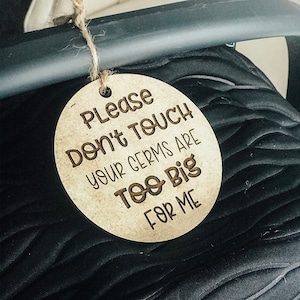 Please
DON'T TOUCH
YOUR GERMS ARE
TOO BIG
FOR ME